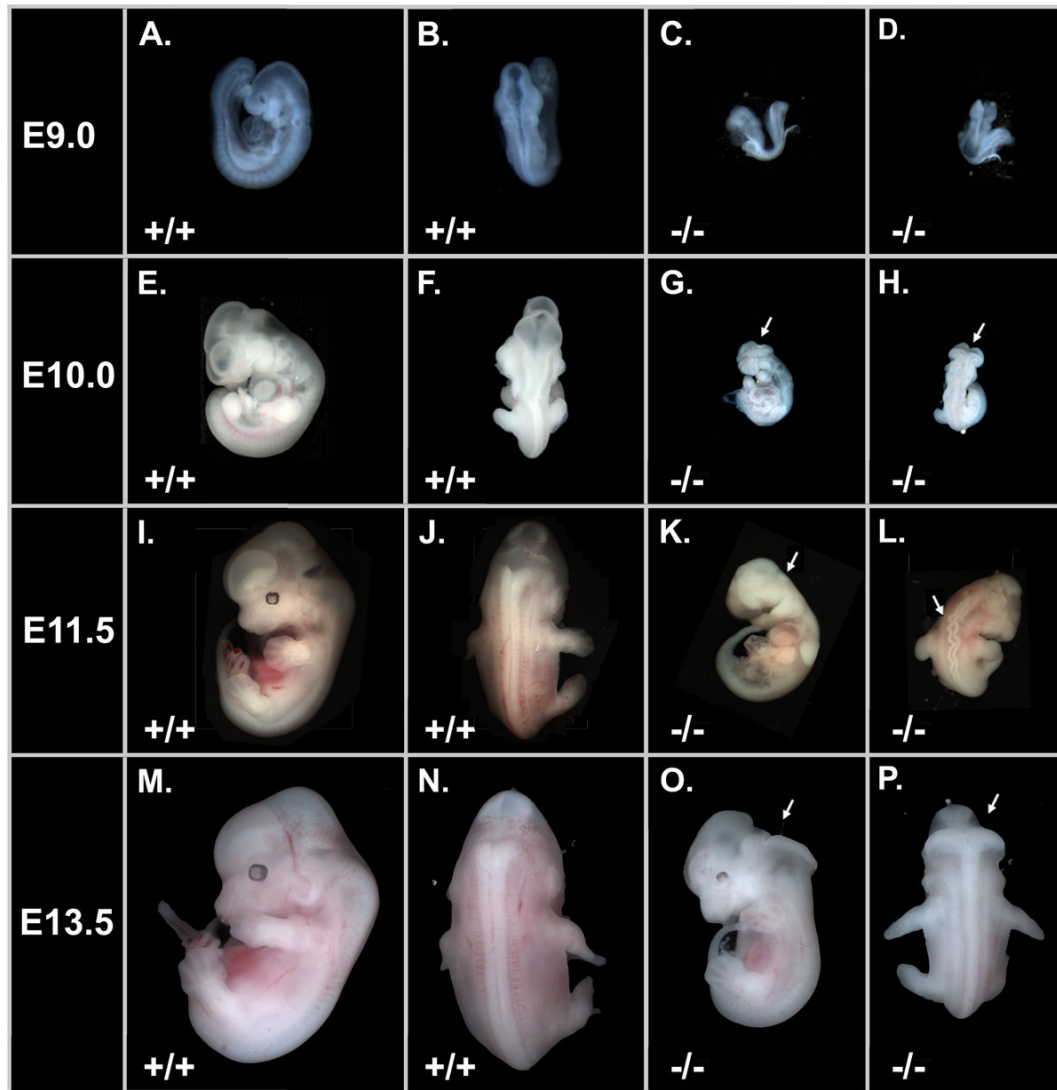 A. B. C. D.
E9.0
+/+ +/+ -/- -/-
E. F. G. H.
E10.0
+/+ +/+ -/- -/-
I. J. K. L.
E11.5
+/+ +/+ -/- -/-
M. N. O. P.
E13.5
+/+ +/+ -/- -/-